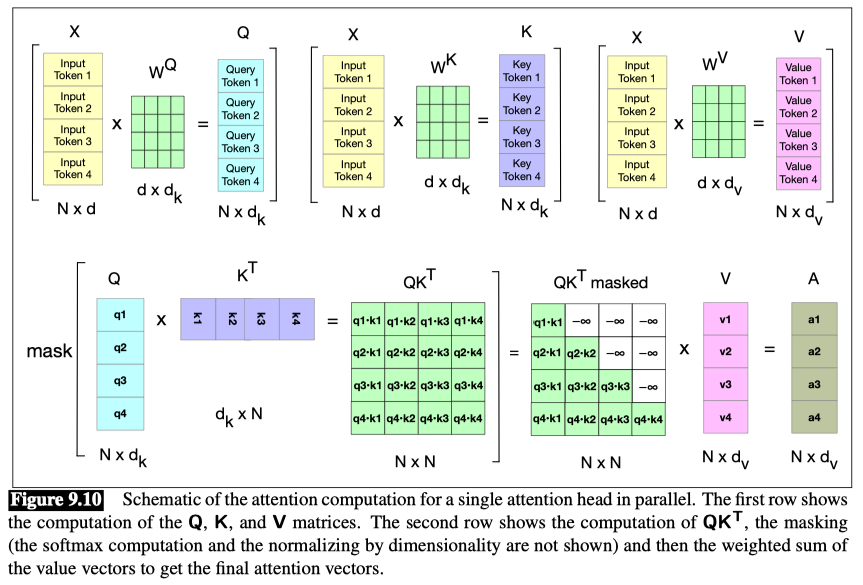 X Q X K X V
W^Q W^K W^V
Input Token 1
Input Token 2
Input Token 3
Input Token 4
x
=
Query Token 1
Query Token 2
Query Token 3
Query Token 4
N x d
d x d_k
N x d_k
Input Token 1
Input Token 2
Input Token 3
Input Token 4
x
=
Key Token 1
Key Token 2
Key Token 3
Key Token 4
N x d
d x d_k
N x d_k
Input Token 1
Input Token 2
Input Token 3
Input Token 4
x
=
Value Token 1
Value Token 2
Value Token 3
Value Token 4
N x d
d x d_v
N x d_v
Q K^T QK^T QK^T masked V A
mask
q1
q2
q3
q4
x
k1 k2 k3 k4
=
q1•k1 q1•k2 q1•k3 q1•k4
q2•k1 q2•k2 q2•k3 q2•k4
q3•k1 q3•k2 q3•k3 q3•k4
q4•k1 q4•k2 q4•k3 q4•k4
=
q1•k1 −∞ −∞ −∞
q2•k1 q2•k2 −∞ −∞
q3•k1 q3•k2 q3•k3 −∞
q4•k1 q4•k2 q4•k3 q4•k4
x
v1
v2
v3
v4
=
a1
a2
a3
a4
N x d_k
d_k x N
N x N
N x N
N x d_v
N x d_v
Figure 9.10 Schematic of the attention computation for a single attention head in parallel. The first row shows
the computation of the Q, K, and V matrices. The second row shows the computation of QK^T, the masking
(the softmax computation and the normalizing by dimensionality are not shown) and then the weighted sum of
the value vectors to get the final attention vectors.